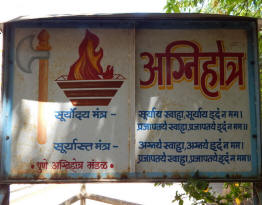 अग्निहोत्र
सूर्योदय मंत्र - सूर्याय स्वाहा, सूर्याय इदं न मम।
प्रजापतये स्वाहा, प्रजापतये इदं न मम॥
सूर्यास्त मंत्र - अग्नये स्वाहा, अग्नये इदं न मम।
प्रजापतये स्वाहा, प्रजापतये इदं न मम॥
पुणे अग्निहोत्र मंडळ